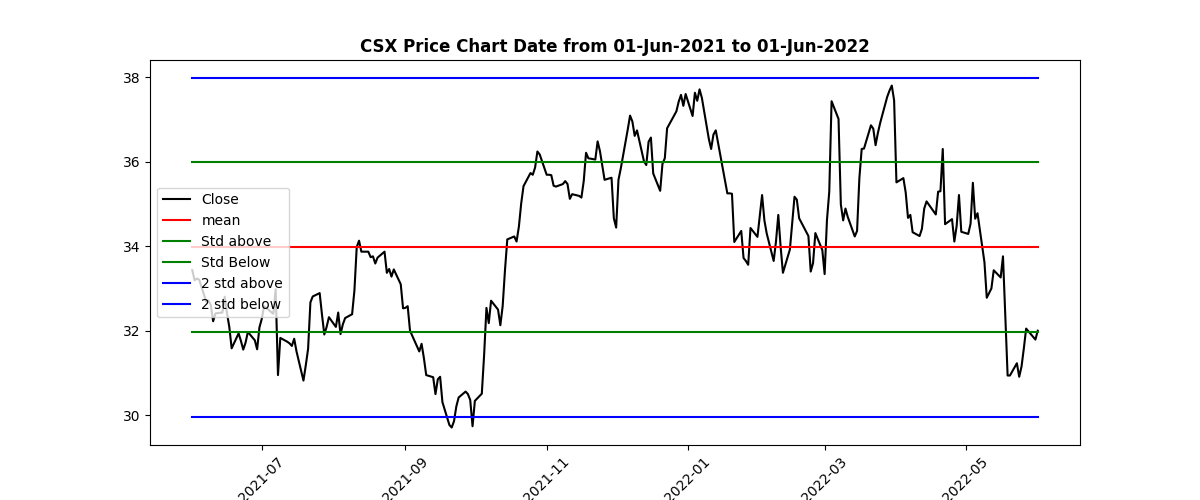 CSX Price Chart Date from 01-Jun-2021 to 01-Jun-2022
38
36
34
32
30
Close
mean
Std above
Std Below
2 std above
2 std below
2021-07
2021-09
2021-11
2022-01
2022-03
2022-05